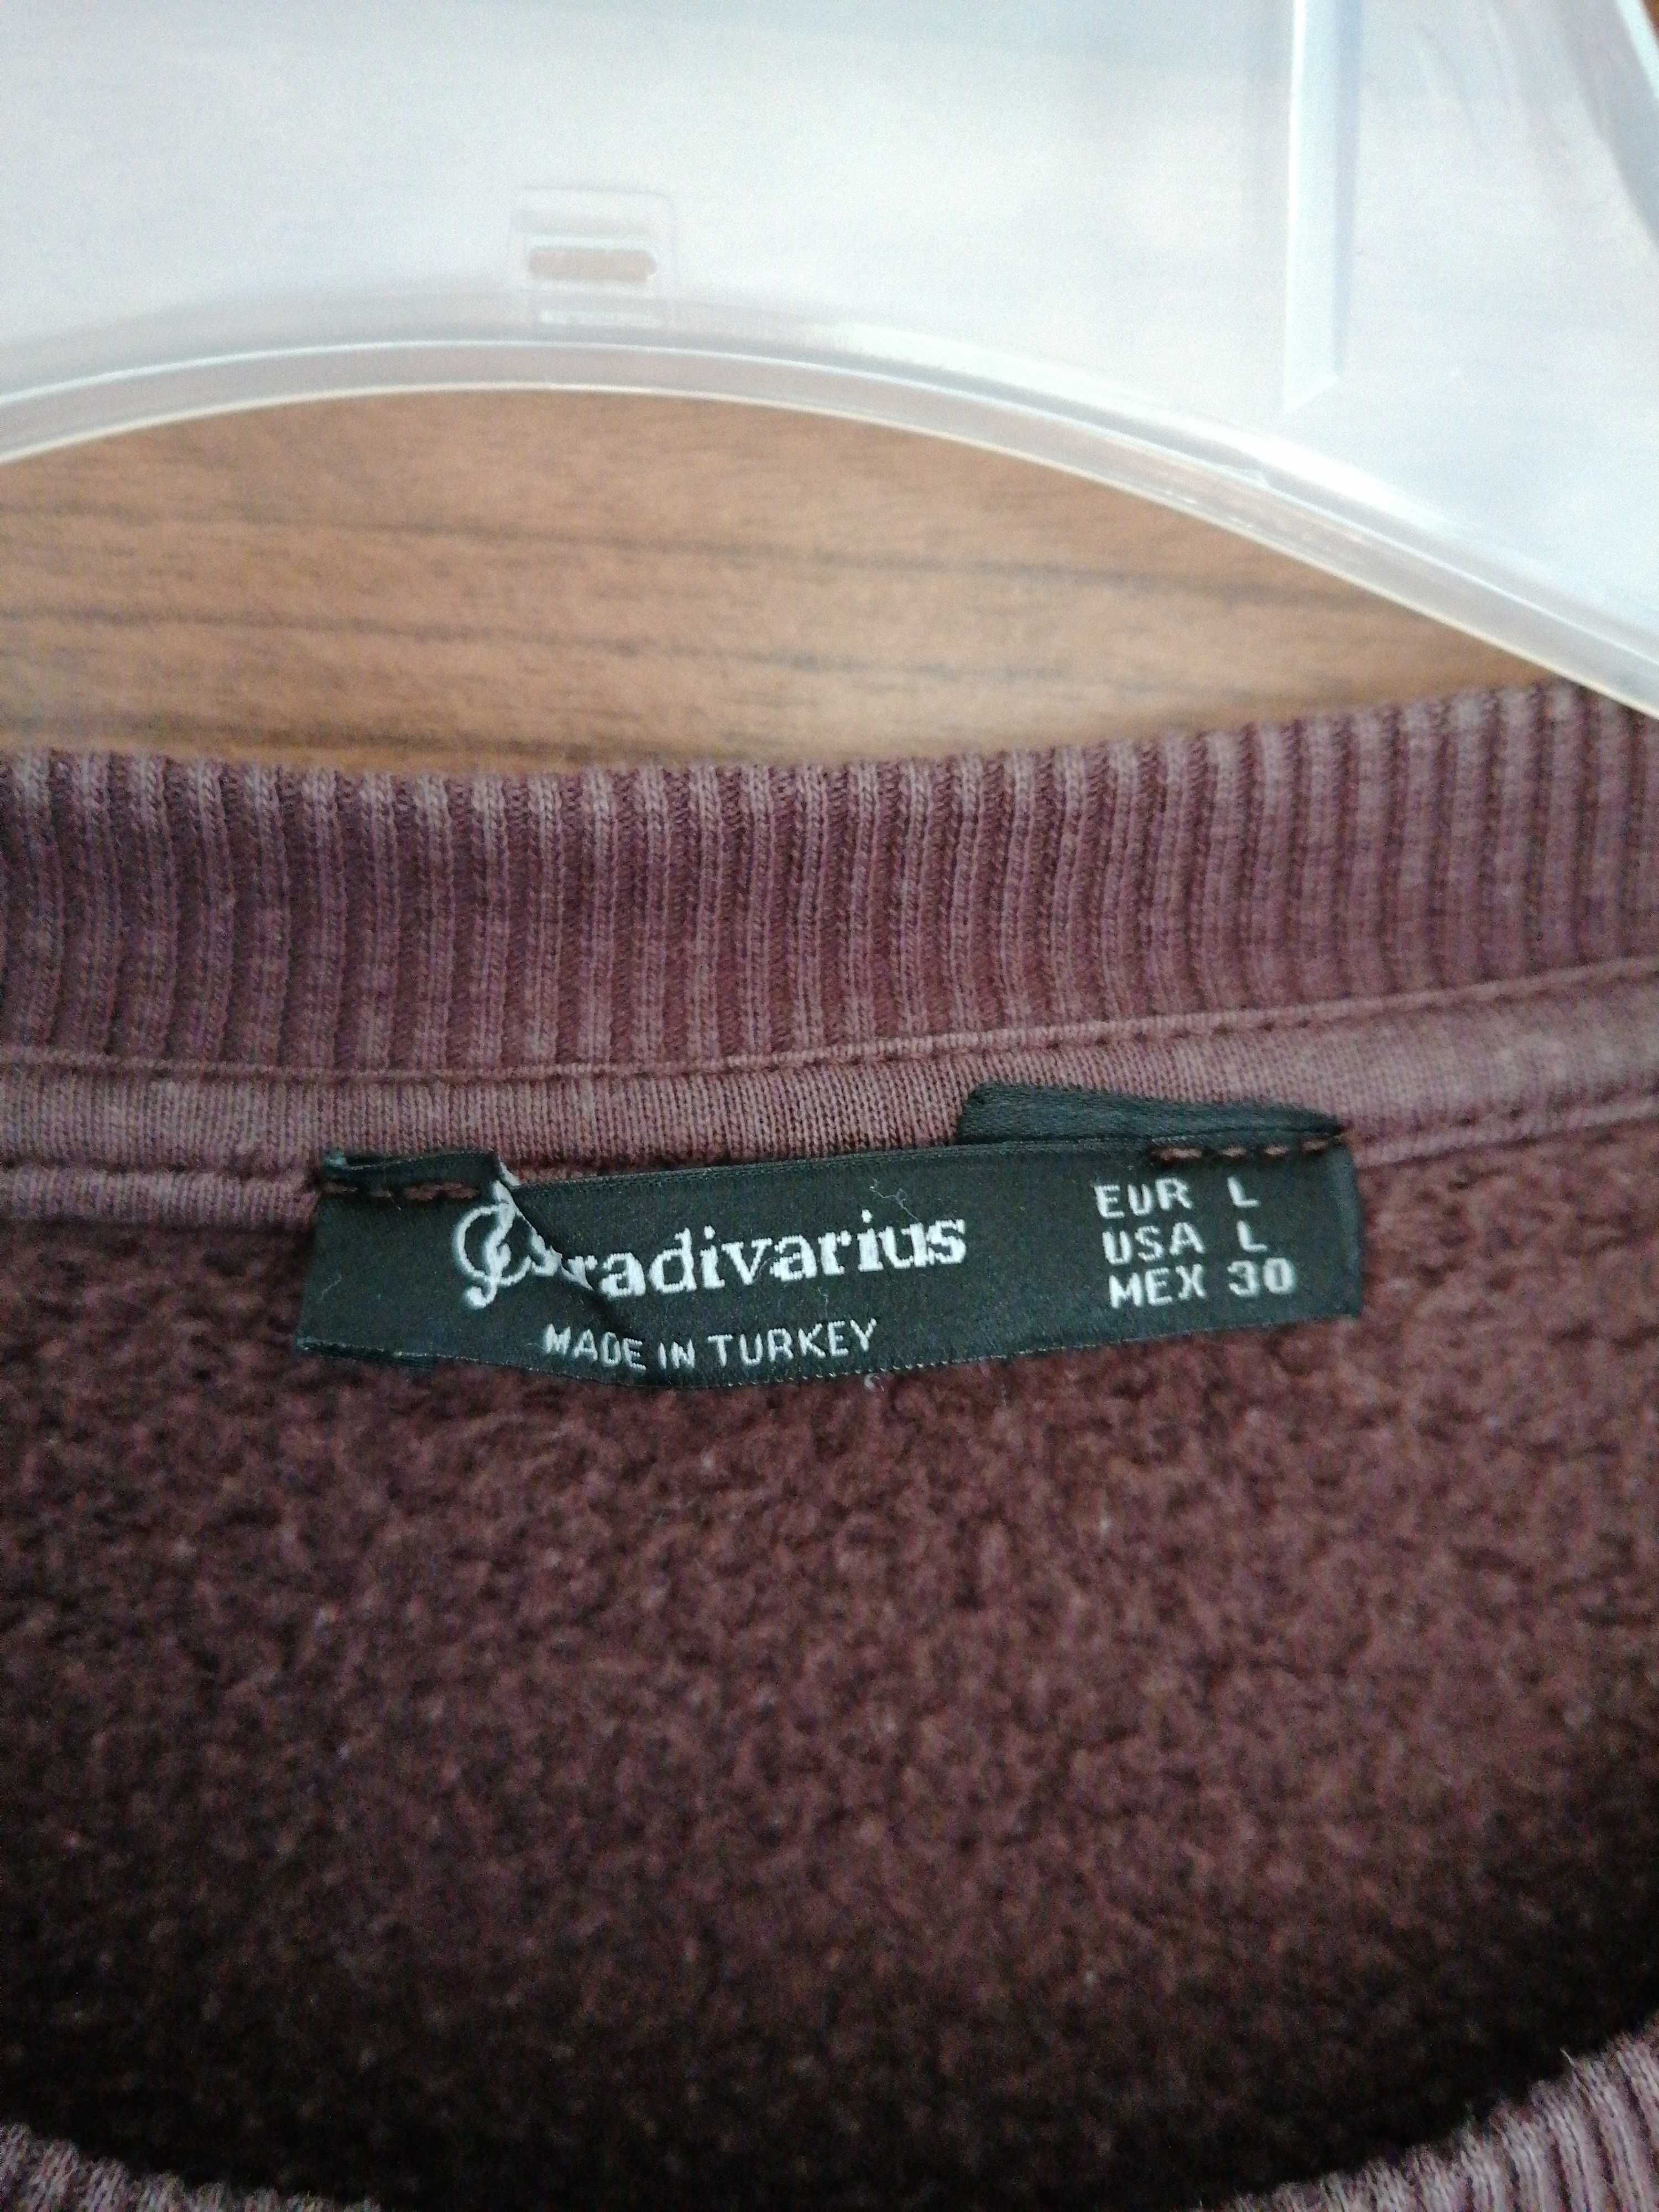 Stradivarius
MADE IN TURKEY
EUR L
USA L
MEX 30